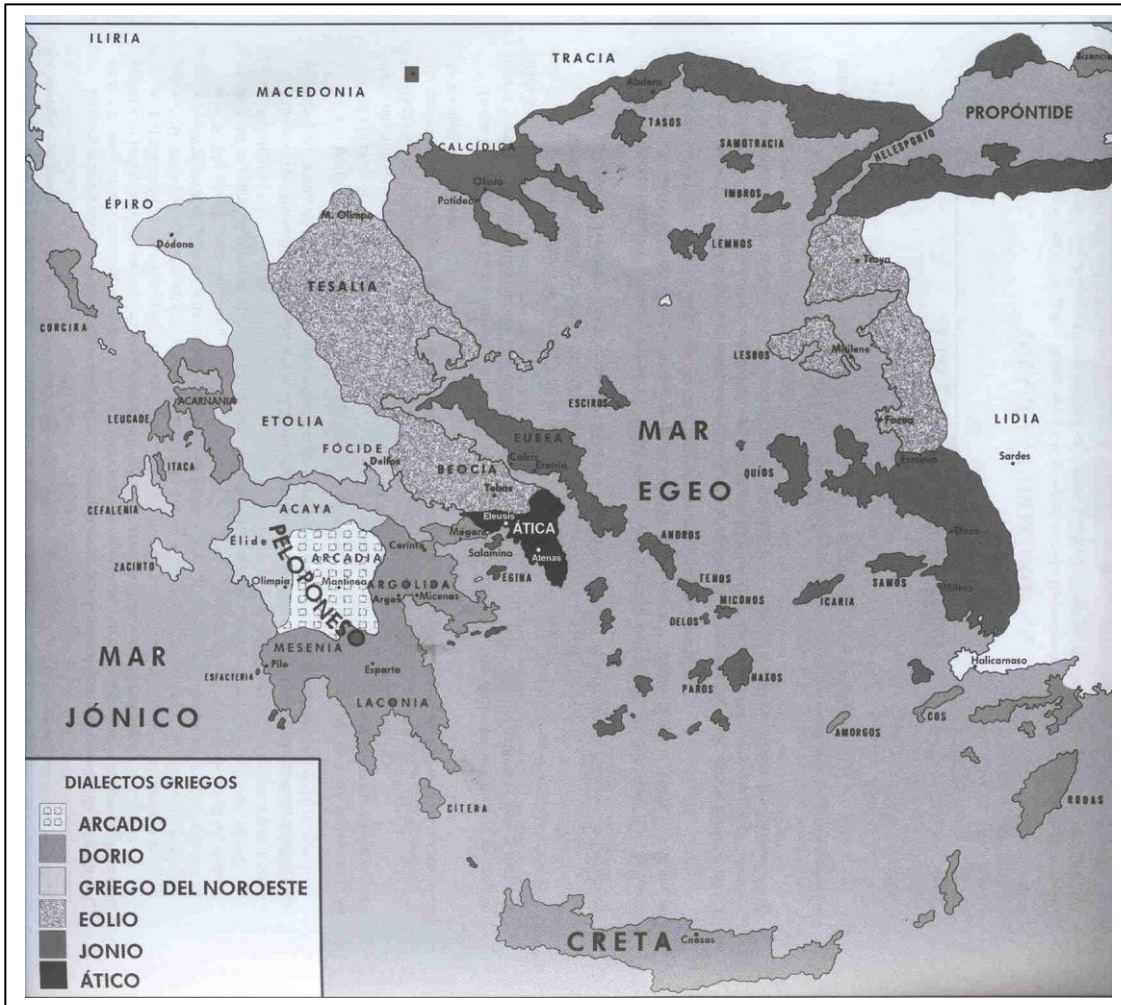 ILIRIA
TRACIA
MACEDONIA
Abdera
Bizancio
PROPÓNTIDE
TASOS
CALCÍDICA
SAMOTRACIA
HELESPONTO
Olinto
Potidea
IMBROS
ÉPIRO
M. Olimpo
Dódona
LEMNOS
Troya
TESALIA
CORCIRA
LESBOS
Mitilene
ACARNANIA
ESCIROS
LEUCADE
ETOLIA
MAR
Focea
LIDIA
FÓCIDE
EUBEA
Delfos
Calcis
Esmirna
Sardes
ITACA
BEOCIA
Eretria
QUÍOS
Tebas
EGEO
CEFALENIA
ACAYA
Eleusis
ÁTICA
Éfeso
Élide
PELOPONESO
Mégara
ANDROS
ARCADIA
Corinto
Salamina
Atenas
ZACINTO
EGINA
SAMOS
Olimpia
Mantinea
ARGÓLIDA
TENOS
Argos
Micenas
MICONOS
ICARIA
Mileto
DELOS
MESENIA
MAR
Pilo
Esparta
Halicarnaso
ESFACTERIA
PAROS
NAXOS
LACONIA
JÓNICO
COS
AMORGOS
DIALECTOS GRIEGOS
CITERA
RODAS
ARCADIO
DORIO
GRIEGO DEL NOROESTE
EOLIO
CRETA
Cnosos
JONIO
ÁTICO